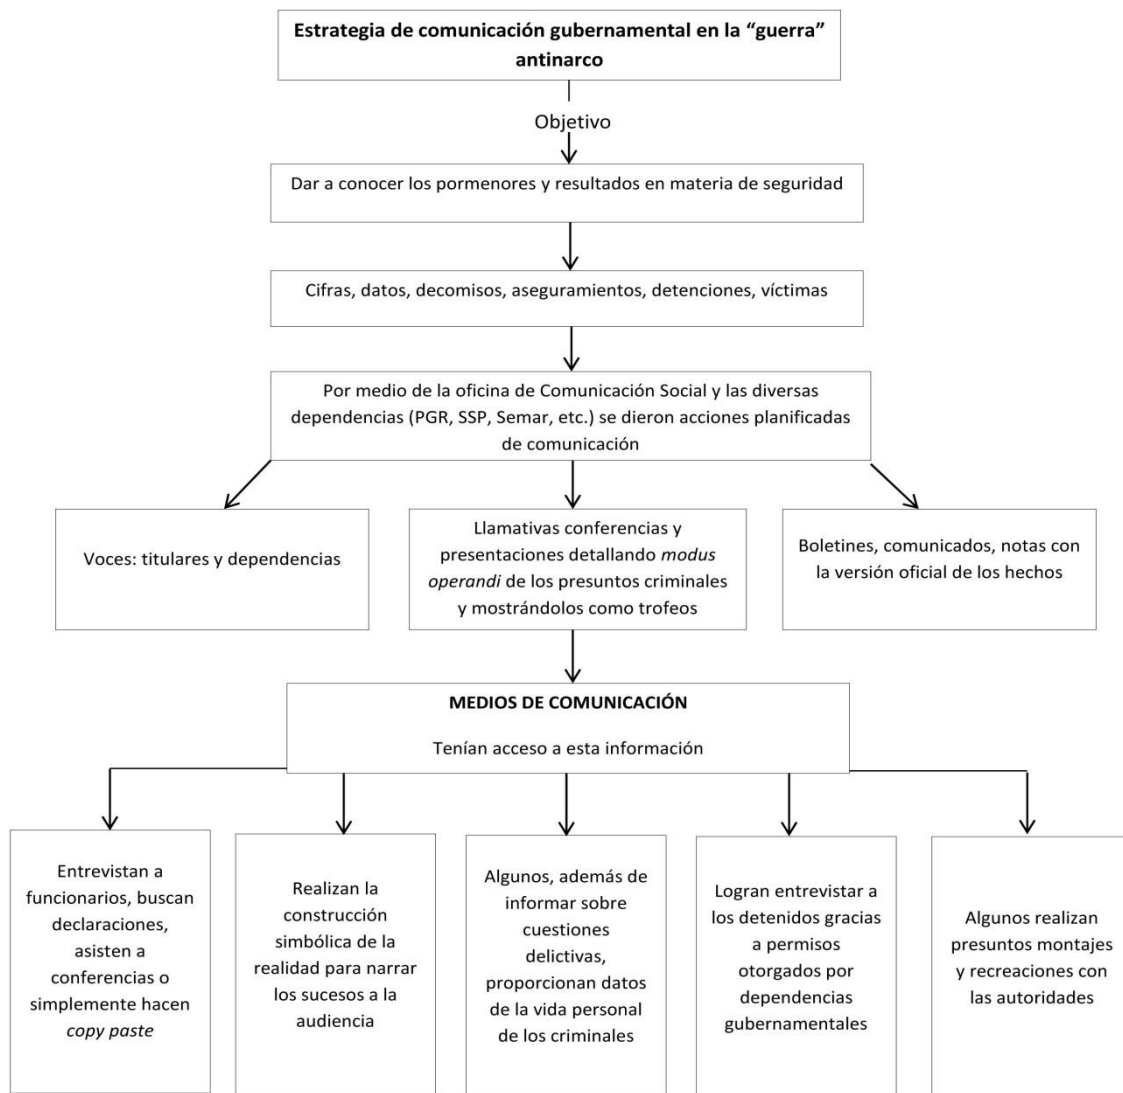 Estrategia de comunicación gubernamental en la “guerra”
antinarco
Objetivo
Dar a conocer los pormenores y resultados en materia de seguridad
Cifras, datos, decomisos, aseguramientos, detenciones, víctimas
Por medio de la oficina de Comunicación Social y las diversas
dependencias (PGR, SSP, Semar, etc.) se dieron acciones planificadas
de comunicación
Voces: titulares y dependencias
Llamativas conferencias y
presentaciones detallando modus
operandi de los presuntos criminales
y mostrándolos como trofeos
Boletines, comunicados, notas con
la versión oficial de los hechos
MEDIOS DE COMUNICACIÓN
Tenían acceso a esta información
Entrevistan a
funcionarios, buscan
declaraciones,
asisten a
conferencias o
simplemente hacen
copy paste
Realizan la
construcción
simbólica de la
realidad para narrar
los sucesos a la
audiencia
Algunos, además de
informar sobre
cuestiones
delictivas,
proporcionan datos
de la vida personal
de los criminales
Logran entrevistar a
los detenidos gracias
a permisos
otorgados por
dependencias
gubernamentales
Algunos realizan
presuntos montajes
y recreaciones con
las autoridades